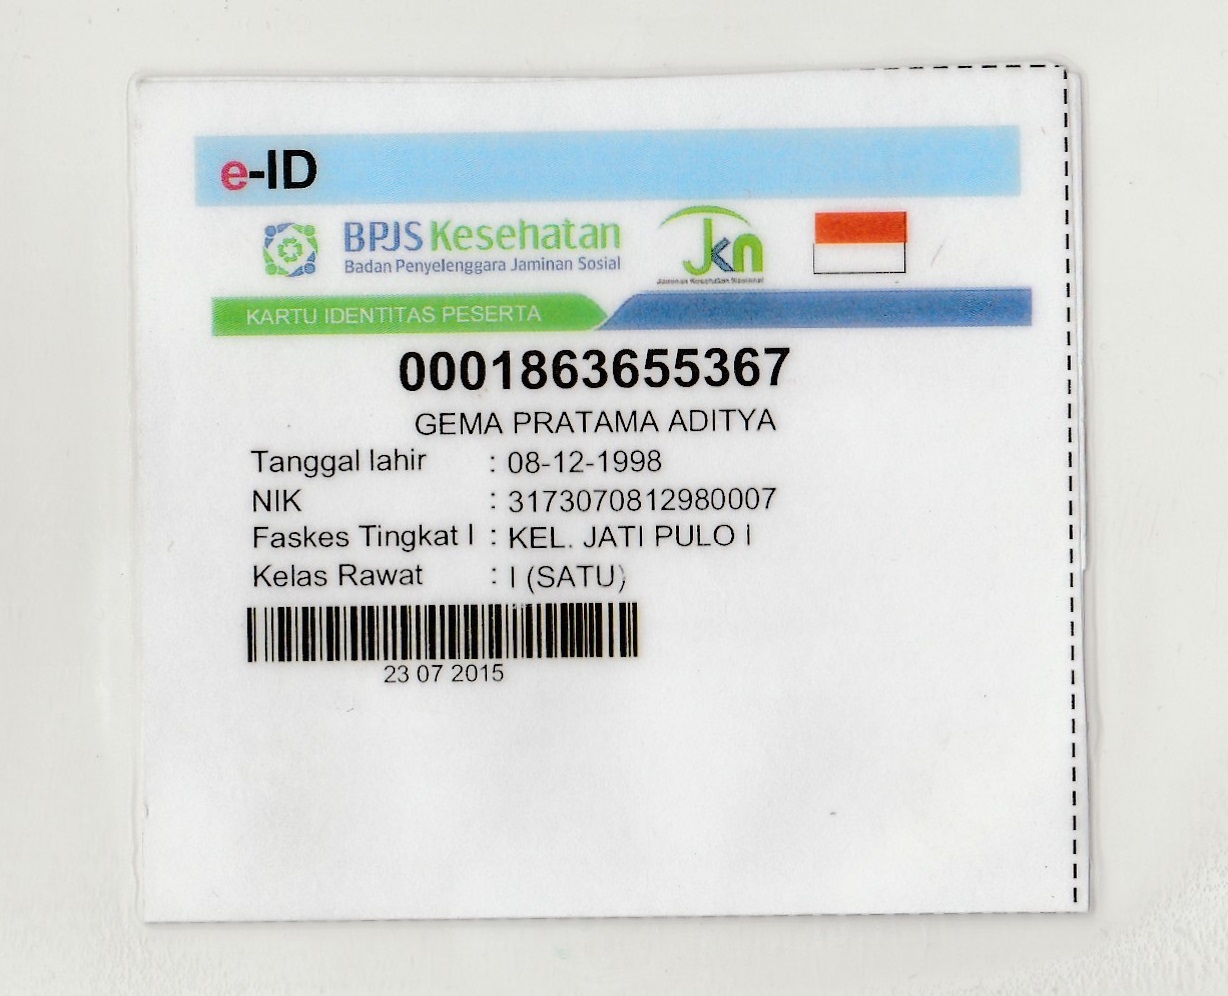 e-ID
BPJS Kesehatan
Badan Penyelenggara Jaminan Sosial
Jkn
Jaminan Kesehatan Nasional
KARTU IDENTITAS PESERTA
0001863655367
GEMA PRATAMA ADITYA
Tanggal lahir : 08-12-1998
NIK : 3173070812980007
Faskes Tingkat I : KEL. JATI PULO I
Kelas Rawat : I (SATU)
23 07 2015